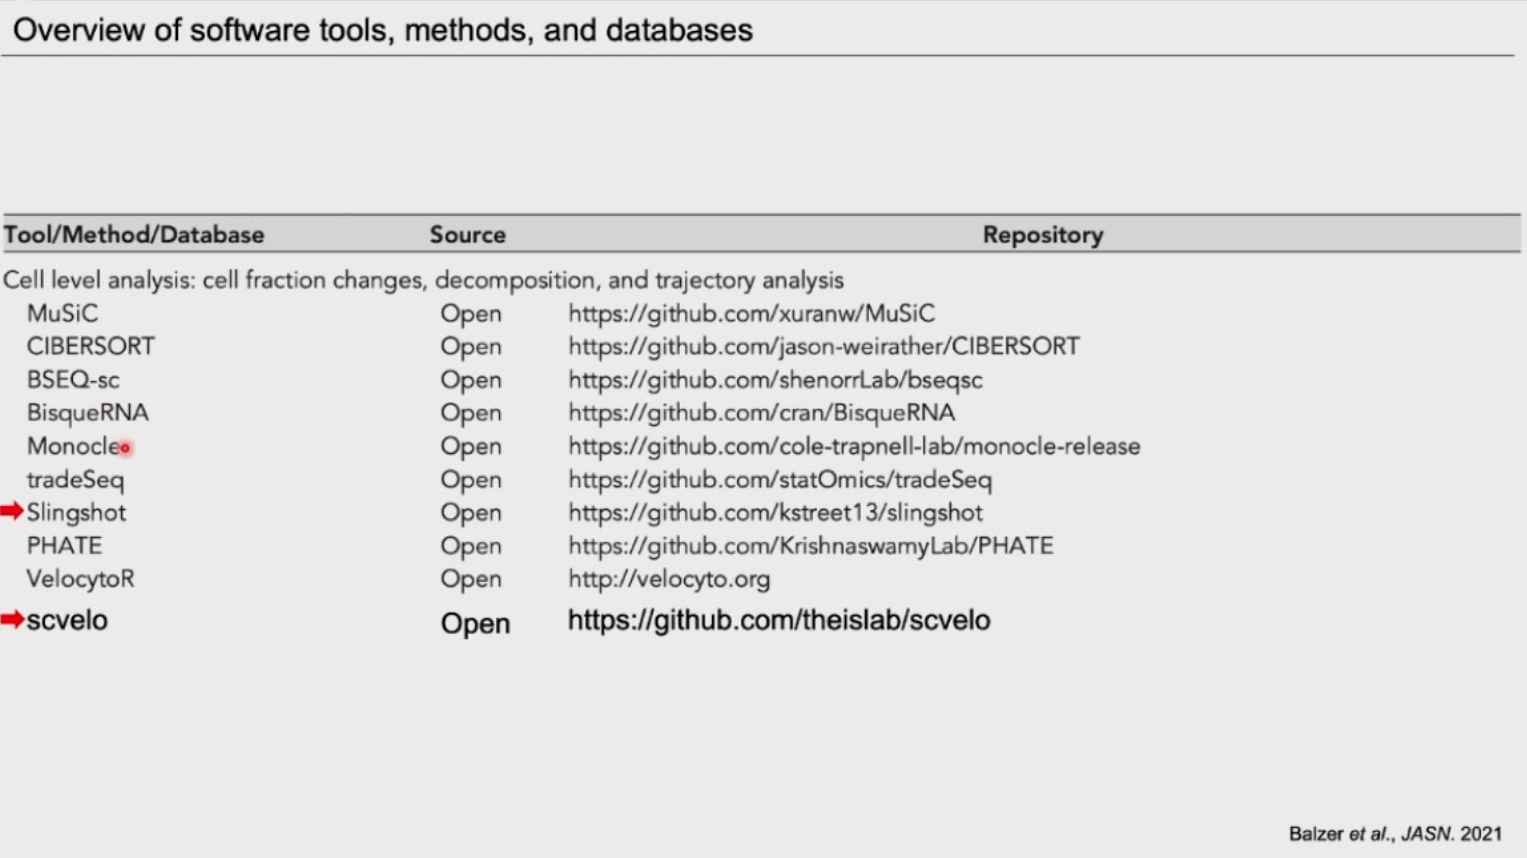 Overview of software tools, methods, and databases
Tool/Method/Database Source Repository
Cell level analysis: cell fraction changes, decomposition, and trajectory analysis
MuSiC Open https://github.com/xuranw/MuSiC
CIBERSORT Open https://github.com/jason-weirather/CIBERSORT
BSEQ-sc Open https://github.com/shenorrLab/bseqsc
BisqueRNA Open https://github.com/cran/BisqueRNA
Monocle Open https://github.com/cole-trapnell-lab/monocle-release
tradeSeq Open https://github.com/statOmics/tradeSeq
Slingshot Open https://github.com/kstreet13/slingshot
PHATE Open https://github.com/KrishnaswamyLab/PHATE
VelocytoR Open http://velocyto.org
scvelo Open https://github.com/theislab/scvelo
Balzer et al., JASN. 2021